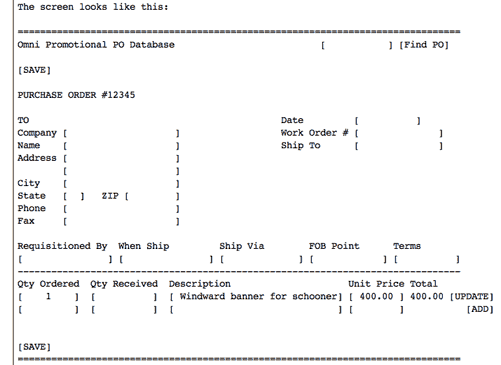 The screen looks like this:
===============================================================================
Omni Promotional PO Database [ ] [Find PO]
[SAVE]
PURCHASE ORDER #12345
TO Date [ ]
Company [ ] Work Order # [ ]
Name [ ] Ship To [ ]
Address [ ]
[ ]
City [ ]
State [ ] ZIP [ ]
Phone [ ]
Fax [ ]
Requisitioned By When Ship Ship Via FOB Point Terms
[ ] [ ] [ ] [ ] [ ]
-------------------------------------------------------------------------------
Qty Ordered Qty Received Description Unit Price Total
[ 1 ] [ ] [ Windward banner for schooner] [ 400.00 ] 400.00 [UPDATE]
[ ] [ ] [ ] [ ] [ADD]
[SAVE]
===============================================================================